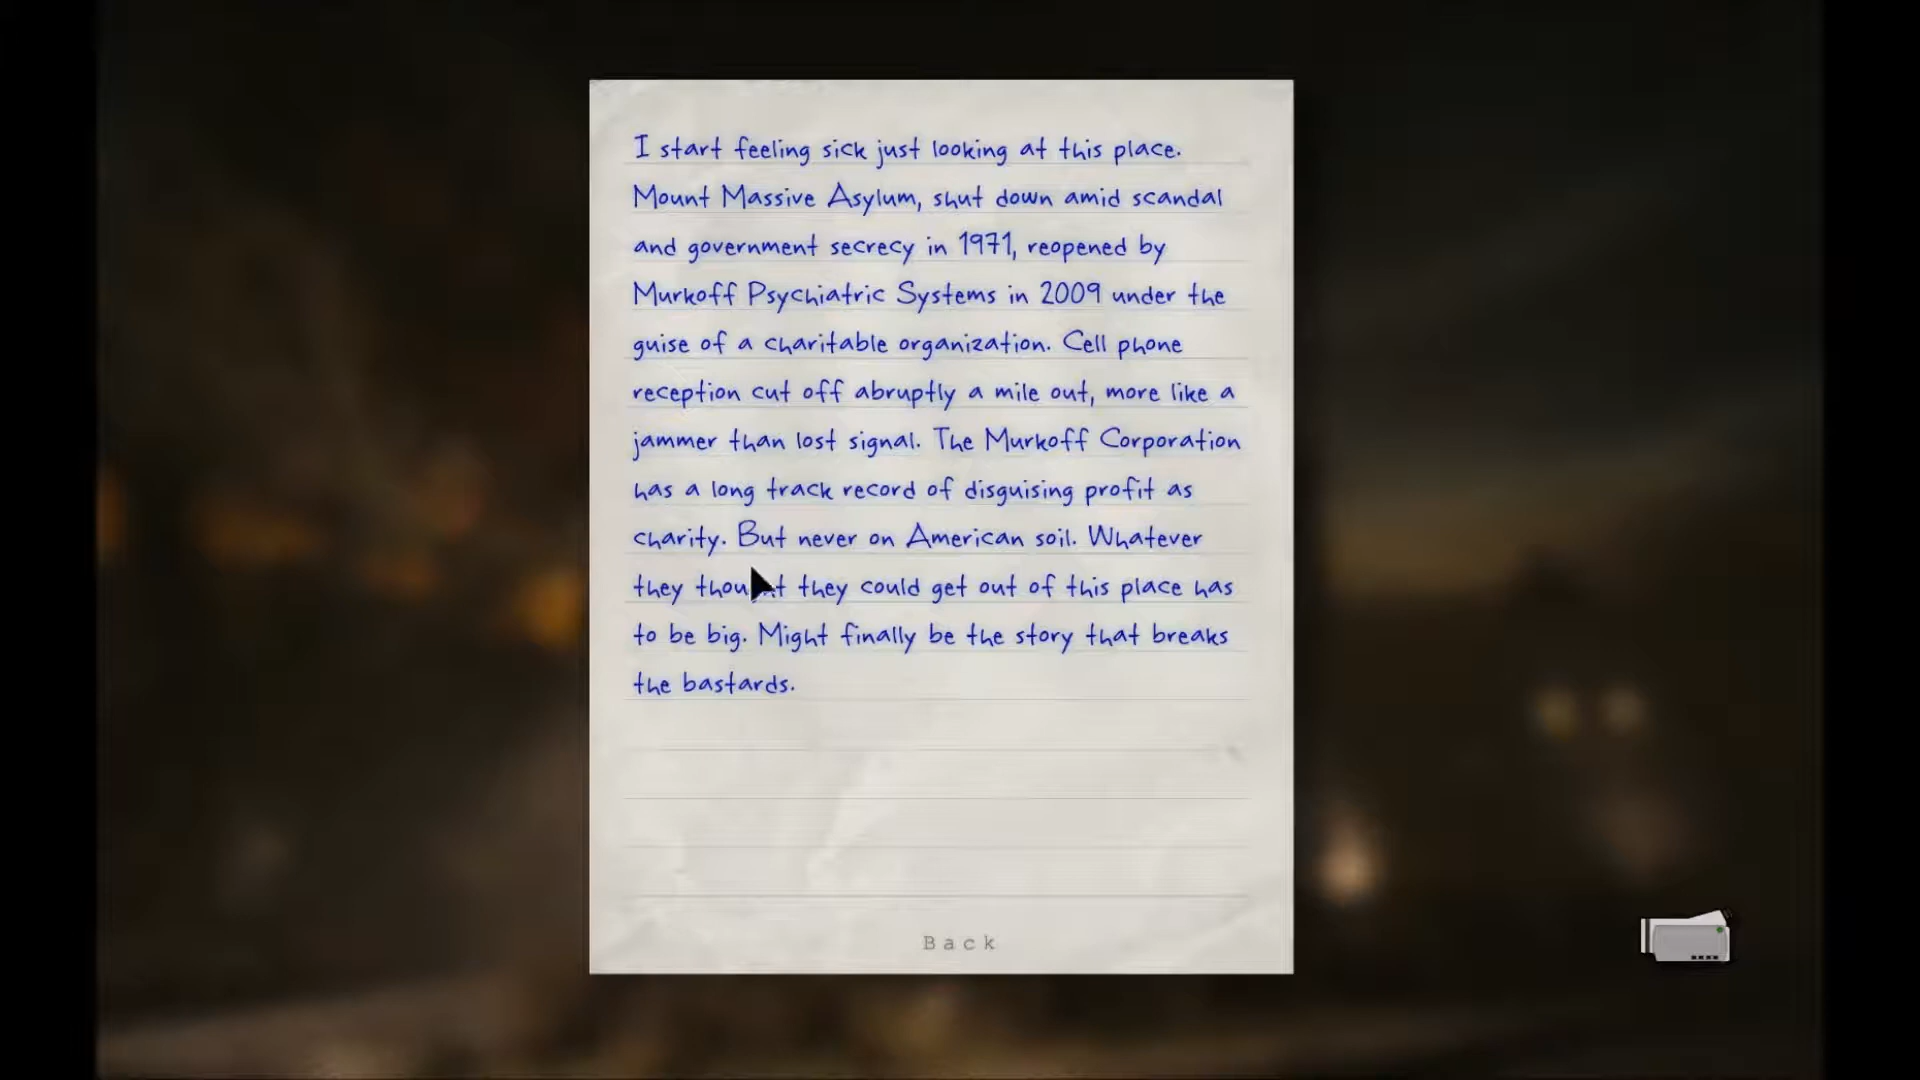 I start feeling sick just looking at this place.
Mount Massive Asylum, shut down amid scandal
and government secrecy in 1971, reopened by
Murkoff Psychiatric Systems in 2009 under the
guise of a charitable organization. Cell phone
reception cut off abruptly a mile out, more like a
jammer than lost signal. The Murkoff Corporation
has a long track record of disguising profit as
charity. But never on American soil. Whatever
they thought they could get out of this place has
to be big. Might finally be the story that breaks
the bastards.
Back